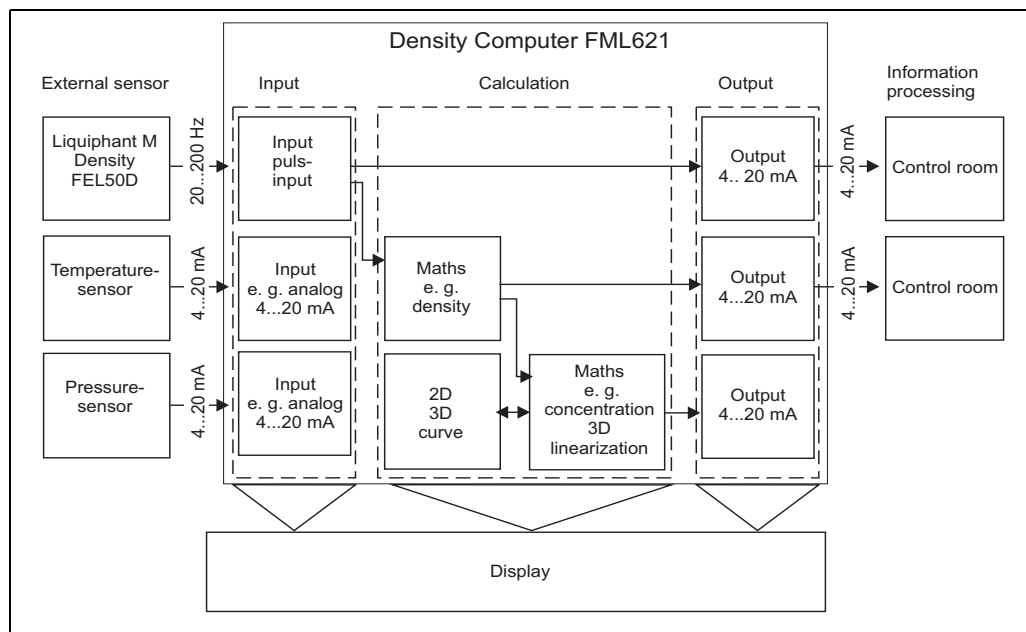 Density Computer FML621
External sensor
Input
Calculation
Output
Information
processing
Liquiphant M
Density
FEL50D
20...200 Hz
Input
puls-
input
Output
4.. 20 mA
4...20 mA
Control room
Temperature-
sensor
4...20 mA
Input
e. g. analog
4...20 mA
Maths
e. g.
density
Output
4...20 mA
4...20 mA
Control room
Pressure-
sensor
4...20 mA
Input
e. g. analog
4...20 mA
2D
3D
curve
Maths
e. g.
concentration
3D
linearization
Output
4...20 mA
Display